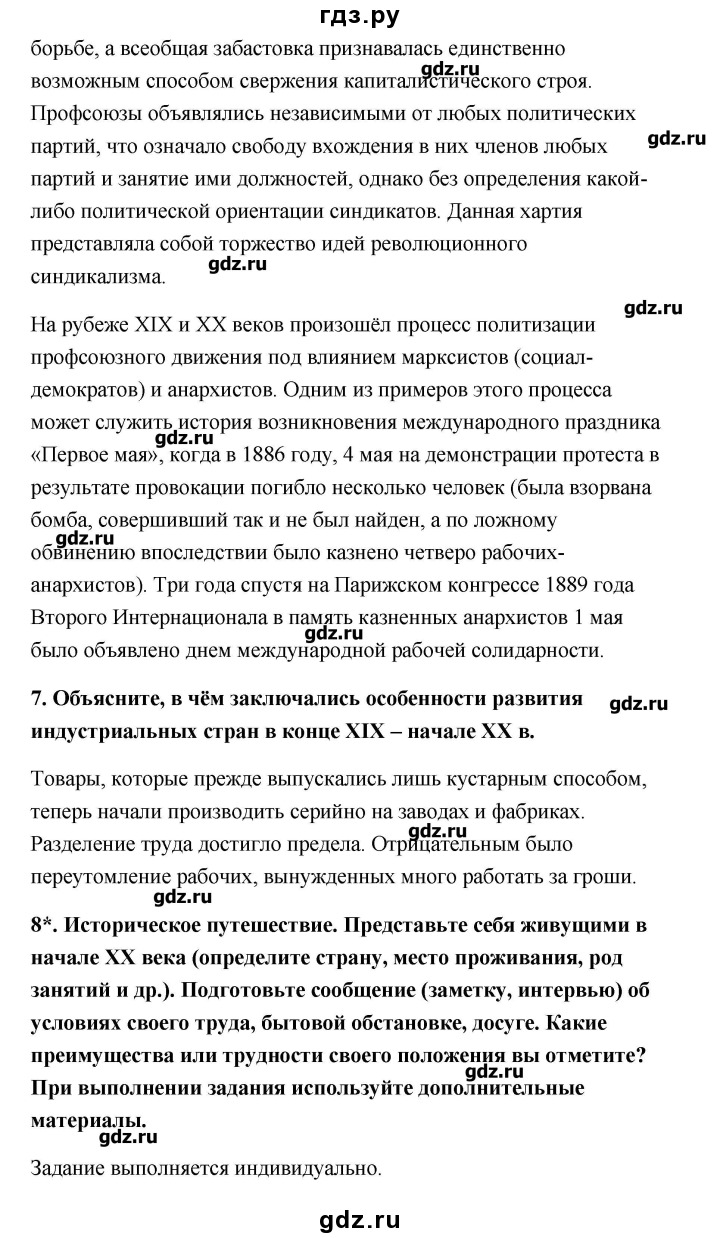 гдз.ру
борьбе, а всеобщая забастовка признавалась единственно
возможным способом свержения капиталистического строя.
gdz.ru
Профсоюзы объявлялись независимыми от любых политических
gdz.ru
партий, что означало свободу вхождения в них членов любых
партий и занятие ими должностей, однако без определения какой-
либо политической ориентации синдикатов. Данная хартия
представляла собой торжество идей революционного
gdz.ru
синдикализма.
gdz.ru
На рубеже XIX и XX веков произошёл процесс политизации
профсоюзного движения под влиянием марксистов (социал-
демократов) и анархистов. Одним из примеров этого процесса
может служить история возникновения международного праздника
gdz.ru
«Первое мая», когда в 1886 году, 4 мая на демонстрации протеста в
результате провокации погибло несколько человек (была взорвана
бомба, совершивший так и не был найден, а по ложному
gdz.ru
обвинению впоследствии было казнено четверо рабочих-
анархистов). Три года спустя на Парижском конгрессе 1889 года
Второго Интернационала в память казненных анархистов 1 мая
gdz.ru
было объявлено днем международной рабочей солидарности.
7. Объясните, в чём заключались особенности развития
gdz.ru
индустриальных стран в конце XIX – начале XX в.
Товары, которые прежде выпускались лишь кустарным способом,
теперь начали производить серийно на заводах и фабриках.
gdz.ru
Разделение труда достигло предела. Отрицательным было
переутомление рабочих, вынужденных много работать за гроши.
gdz.ru
8*. Историческое путешествие. Представьте себя живущими в
начале XX века (определите страну, место проживания, род
занятий и др.). Подготовьте сообщение (заметку, интервью) об
условиях своего труда, бытовой обстановке, досуге. Какие
преимущества или трудности своего положения вы отметите?
gdz.ru
При выполнении задания используйте дополнительные
материалы.
gdz.ru
Задание выполняется индивидуально.
gdz.ru